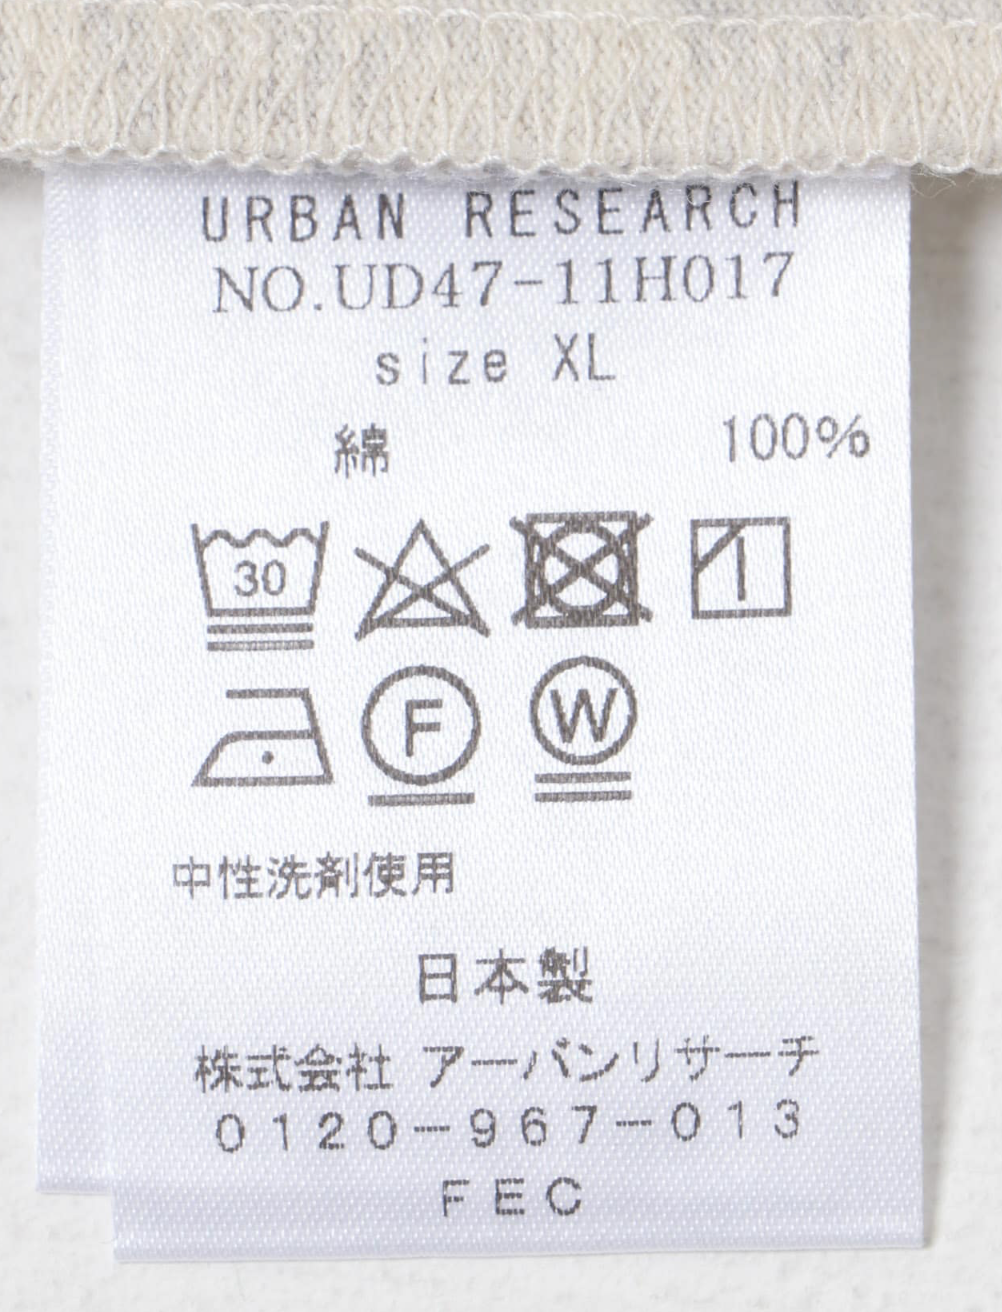 URBAN RESEARCH
NO.UD47-11H017
size XL
綿 100%
30
F W
中性洗剤使用
日本製
株式会社 アーバンリサーチ
0120-967-013
FEC